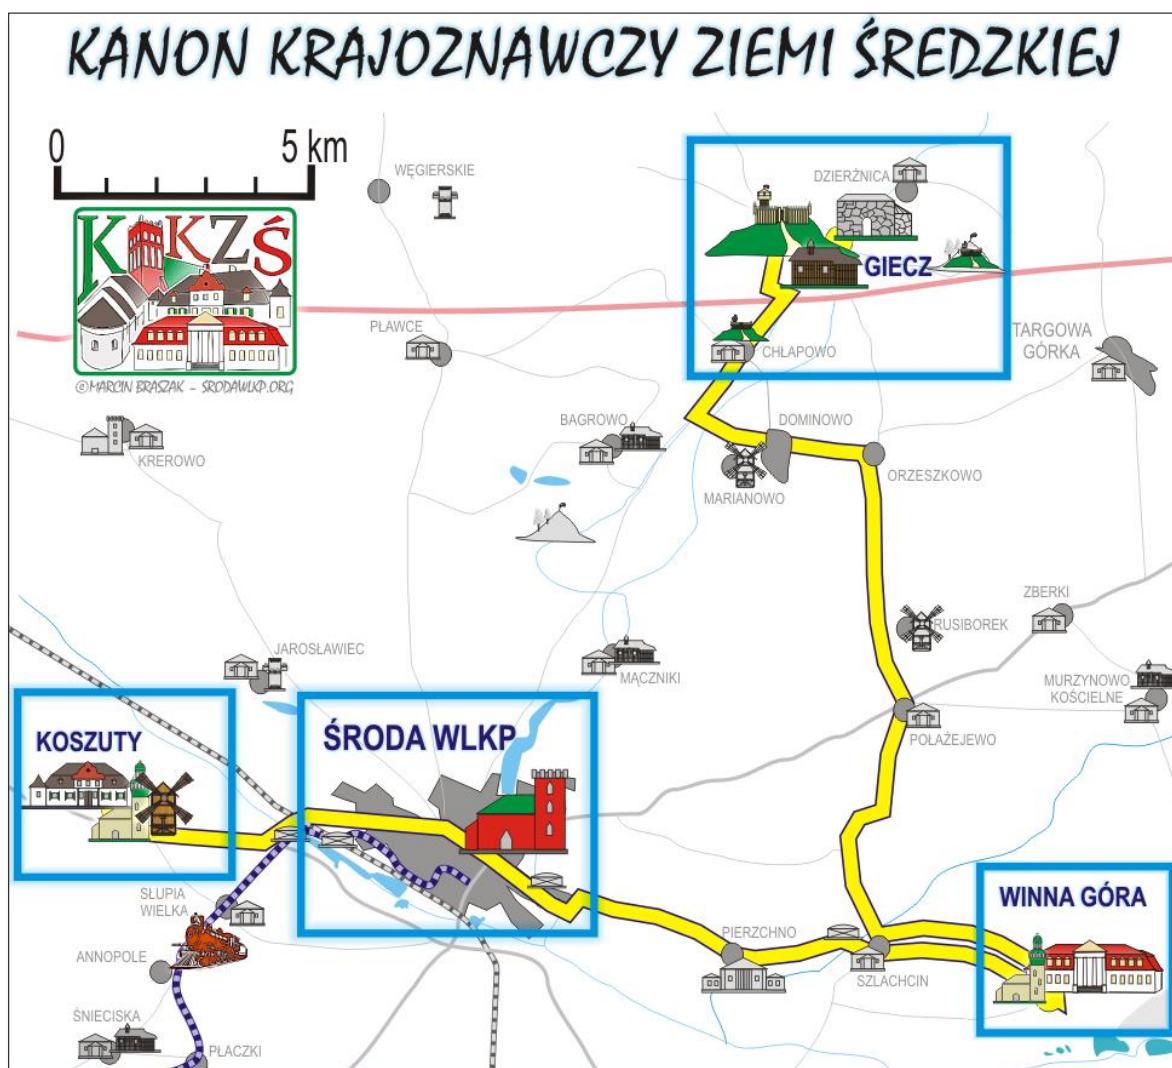 KANON KRAJOZNAWCZY ZIEMI ŚREDZKIEJ
0 5 km
WĘGIERSKIE
DZIERŻNICA
KKZŚ
GIECZ
PŁAWCE
CHŁAPOWO
TARGOWA
GÓRKA
©MARCIN BRASZAK - SRODAWLKP.ORG
BAGROWO
DOMINOWO
KREROWO
MARIANOWO
ORZESZKOWO
ZBERKI
RUSIBOREK
JAROSŁAWIEC
MĄCZNIKI
MURZYNOWO
KOŚCIELNE
KOSZUTY
ŚRODA WLKP
POŁAŻEJEWO
SŁUPIA
WIELKA
WINNA GÓRA
PIERZCHNO
ANNOPOLE
SZLACHCIN
ŚNIECISKA
PŁACZKI